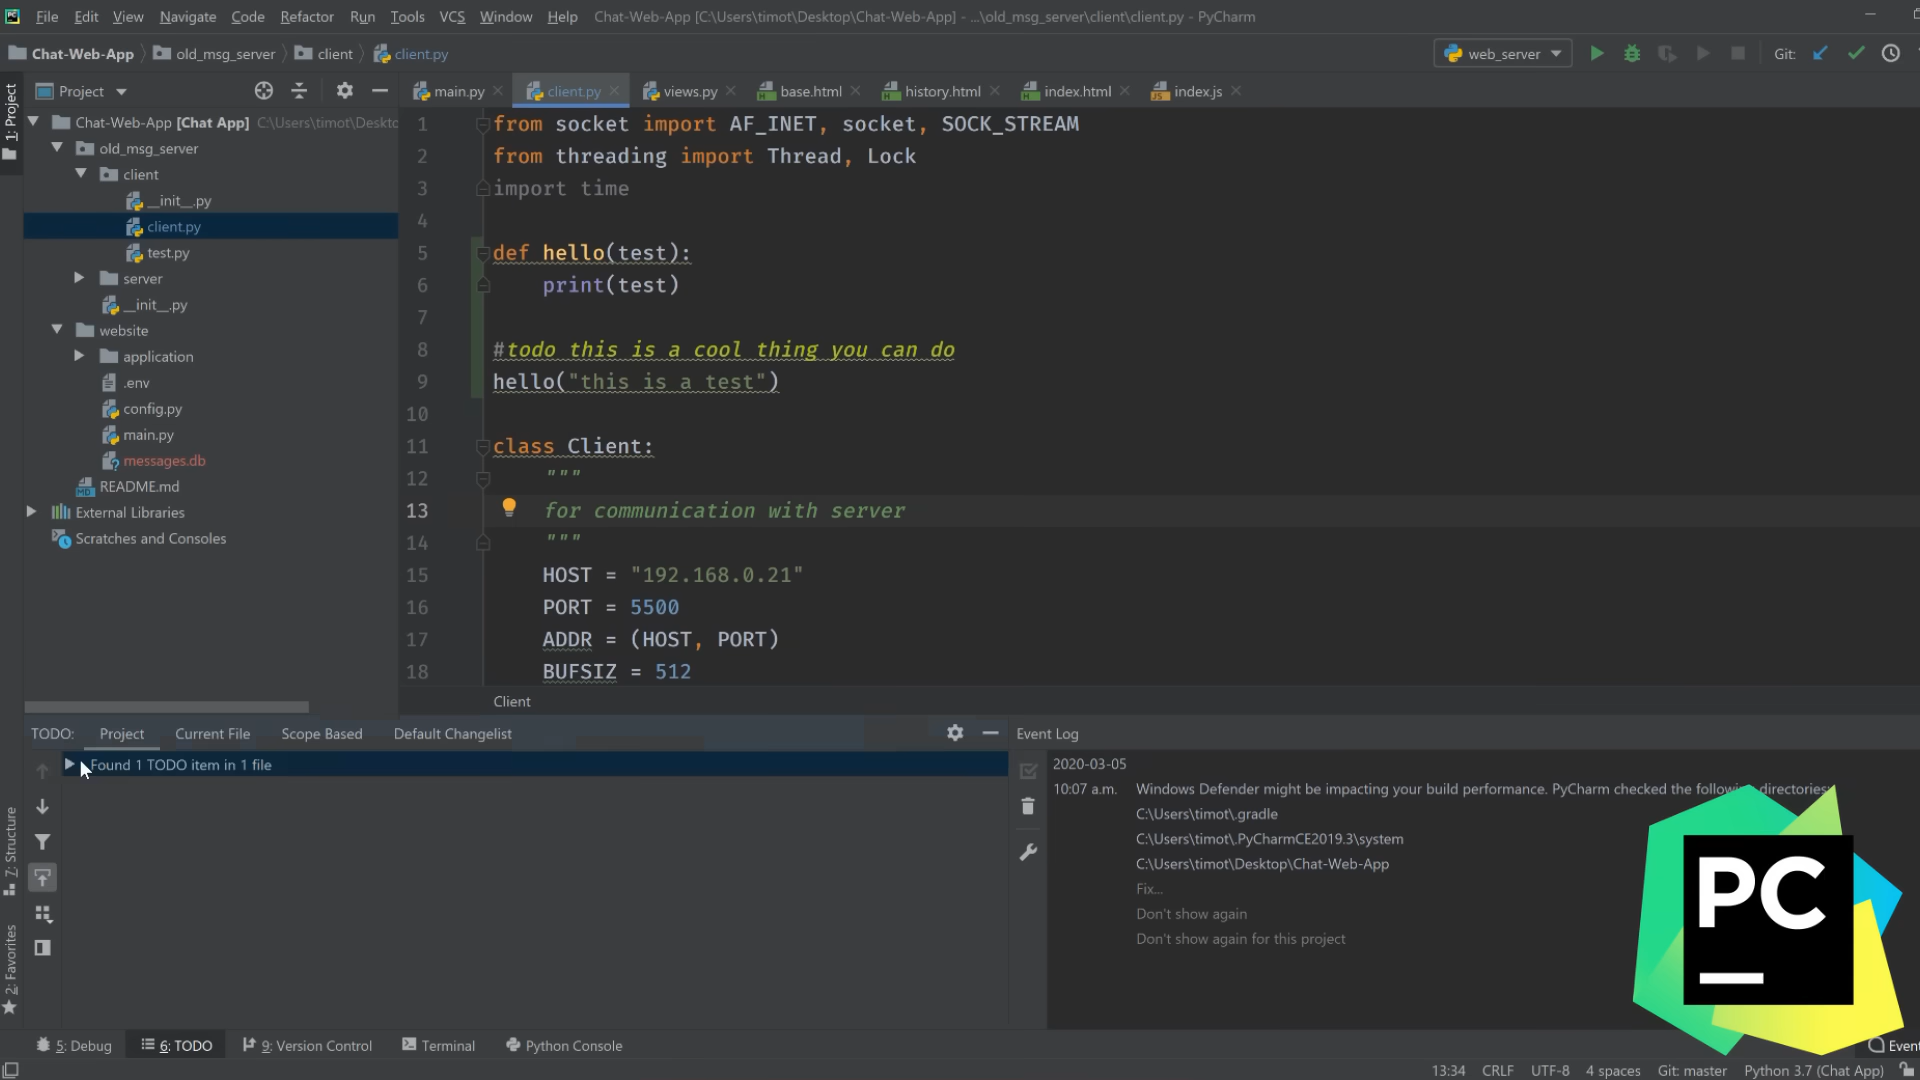 File Edit View Navigate Code Refactor Run Tools VCS Window Help Chat-Web-App [C:\Users\timot\Desktop\Chat-Web-App] - ...\old_msg_server\client\client.py - PyCharm
Chat-Web-App old_msg_server client client.py web_server Git:
Project main.py client.py views.py base.html history.html index.html index.js
1: Project
Chat-Web-App [Chat App] C:\Users\timot\Deskto
old_msg_server
client
__init__.py
client.py
test.py
server
__init__.py
website
application
.env
config.py
main.py
messages.db
README.md
External Libraries
Scratches and Consoles
1 from socket import AF_INET, socket, SOCK_STREAM
2 from threading import Thread, Lock
3 import time
4
5 def hello(test):
6 print(test)
7
8 #todo this is a cool thing you can do
9 hello("this is a test")
10
11 class Client:
12 """
13 for communication with server
14 """
15 HOST = "192.168.0.21"
16 PORT = 5500
17 ADDR = (HOST, PORT)
18 BUFSIZ = 512
Client
TODO: Project Current File Scope Based Default Changelist
Found 1 TODO item in 1 file
Event Log
2020-03-05
10:07 a.m. Windows Defender might be impacting your build performance. PyCharm checked the following directories:
C:\Users\timot\.gradle
C:\Users\timot\.PyCharmCE2019.3\system
C:\Users\timot\Desktop\Chat-Web-App
Fix...
Don't show again
Don't show again for this project
Z: Structure
2: Favorites
PC
5: Debug 6: TODO 9: Version Control Terminal Python Console Event
13:34 CRLF UTF-8 4 spaces Git: master Python 3.7 (Chat App)